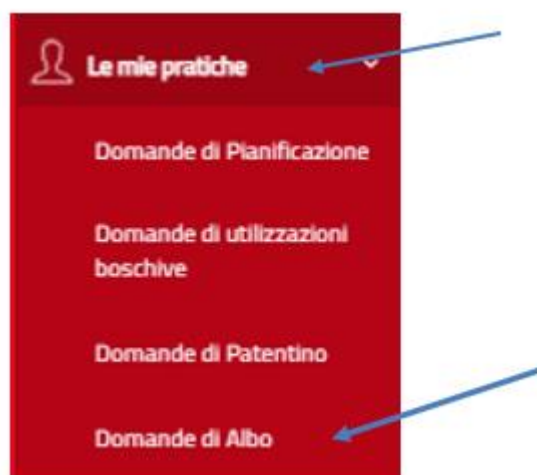 Le mie pratiche
Domande di Pianificazione
Domande di utilizzazioni
boschive
Domande di Patentino
Domande di Albo